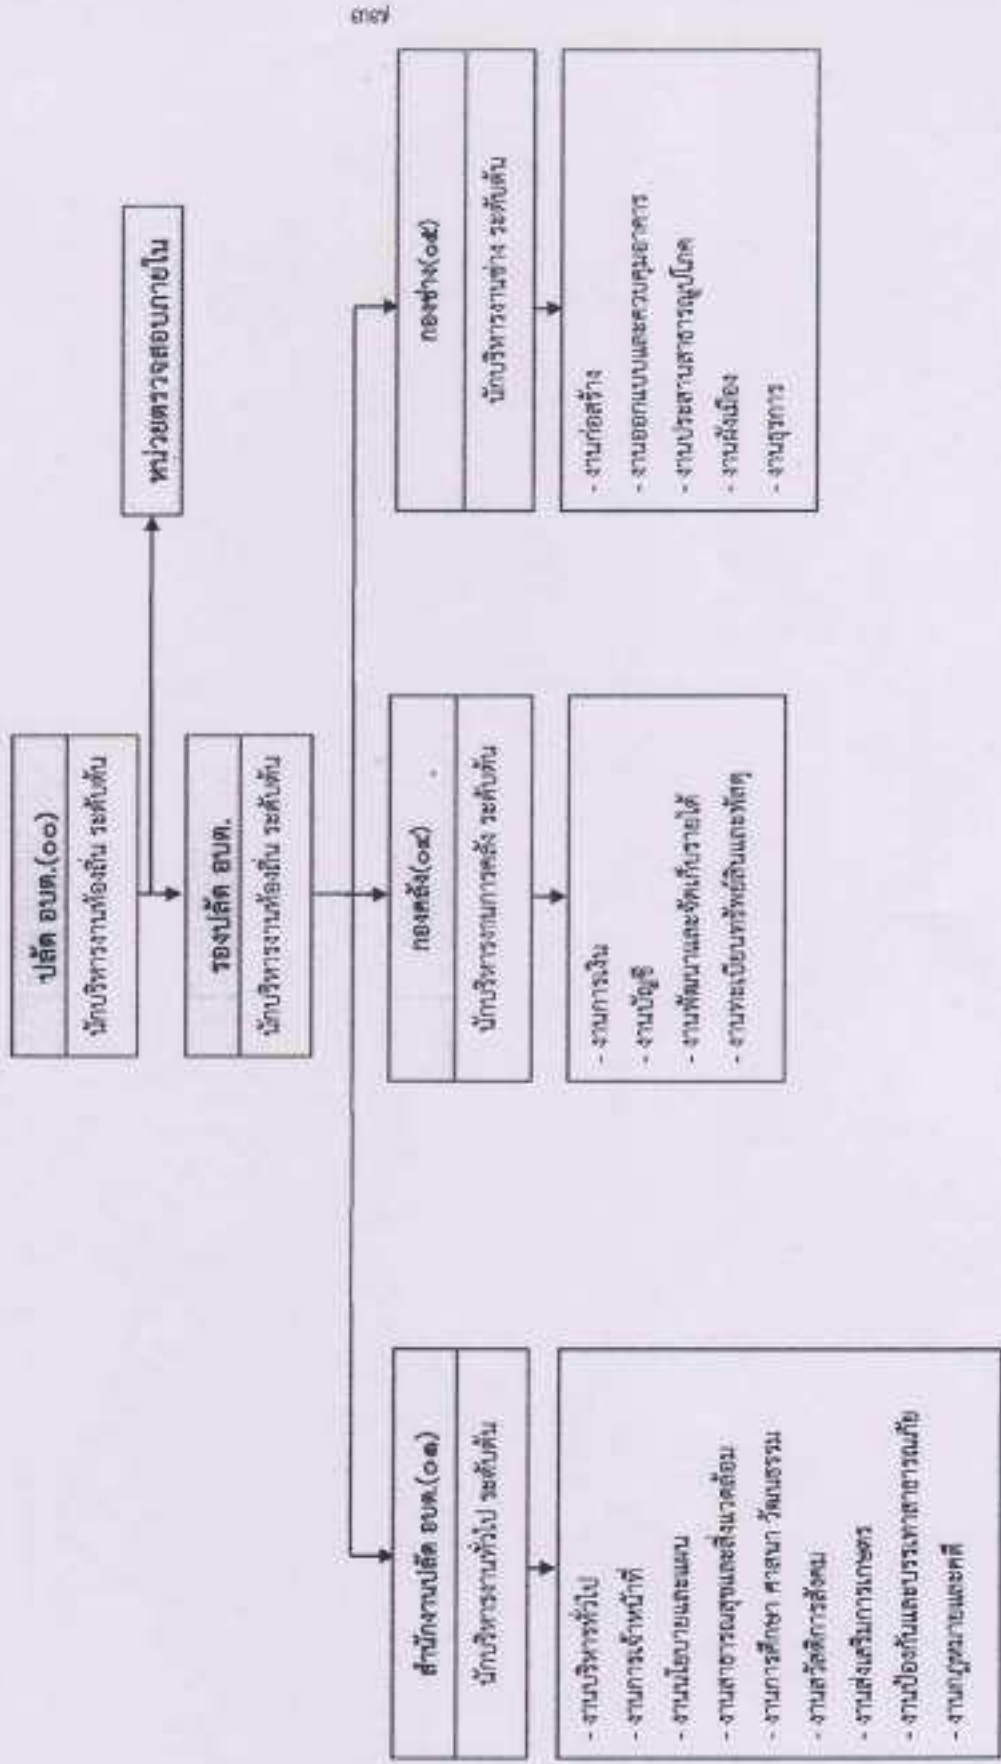 ๓๗
ปลัด อบต.(๐๐)
นักบริหารงานท้องถิ่น ระดับต้น
หน่วยตรวจสอบภายใน
รองปลัด อบต.
นักบริหารงานท้องถิ่น ระดับต้น
สำนักงานปลัด อบต.(๐๑)
นักบริหารงานทั่วไป ระดับต้น
- งานบริหารทั่วไป
- งานการเจ้าหน้าที่
- งานนโยบายและแผน
- งานสาธารณสุขและสิ่งแวดล้อม
- งานการศึกษา ศาสนา วัฒนธรรม
- งานสวัสดิการสังคม
- งานส่งเสริมการเกษตร
- งานป้องกันและบรรเทาสาธารณภัย
- งานกฎหมายและคดี
กองคลัง(๐๔)
นักบริหารงานการคลัง ระดับต้น
- งานการเงิน
- งานบัญชี
- งานพัฒนาและจัดเก็บรายได้
- งานทะเบียนทรัพย์สินและพัสดุ
กองช่าง(๐๕)
นักบริหารงานช่าง ระดับต้น
- งานก่อสร้าง
- งานออกแบบและควบคุมอาคาร
- งานประสานสาธารณูปโภค
- งานผังเมือง
- งานธุรการ